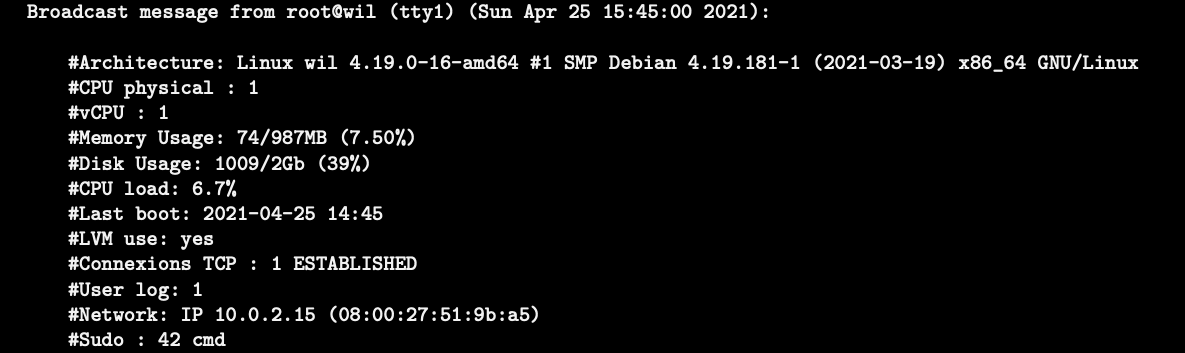 Broadcast message from root@wil (tty1) (Sun Apr 25 15:45:00 2021):
#Architecture: Linux wil 4.19.0-16-amd64 #1 SMP Debian 4.19.181-1 (2021-03-19) x86_64 GNU/Linux
#CPU physical : 1
#vCPU : 1
#Memory Usage: 74/987MB (7.50%)
#Disk Usage: 1009/2Gb (39%)
#CPU load: 6.7%
#Last boot: 2021-04-25 14:45
#LVM use: yes
#Connexions TCP : 1 ESTABLISHED
#User log: 1
#Network: IP 10.0.2.15 (08:00:27:51:9b:a5)
#Sudo : 42 cmd